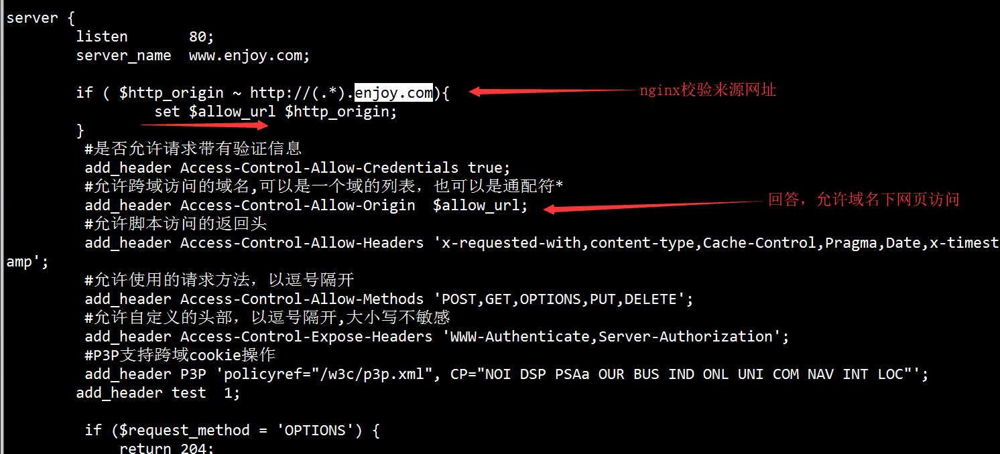 server {
listen 80;
server_name www.enjoy.com;
if ( $http_origin ~ http://(.*).enjoy.com){
nginx校验来源网址
set $allow_url $http_origin;
}
#是否允许请求带有验证信息
add_header Access-Control-Allow-Credentials true;
#允许跨域访问的域名,可以是一个域的列表，也可以是通配符*
add_header Access-Control-Allow-Origin $allow_url;
回答，允许域名下网页访问
#允许脚本访问的返回头
add_header Access-Control-Allow-Headers 'x-requested-with,content-type,Cache-Control,Pragma,Date,x-timest
amp';
#允许使用的请求方法，以逗号隔开
add_header Access-Control-Allow-Methods 'POST,GET,OPTIONS,PUT,DELETE';
#允许自定义的头部，以逗号隔开,大小写不敏感
add_header Access-Control-Expose-Headers 'WWW-Authenticate,Server-Authorization';
#P3P支持跨域cookie操作
add_header P3P 'policyref="/w3c/p3p.xml", CP="NOI DSP PSAa OUR BUS IND ONL UNI COM NAV INT LOC"';
add_header test 1;
if ($request_method = 'OPTIONS') {
return 204;